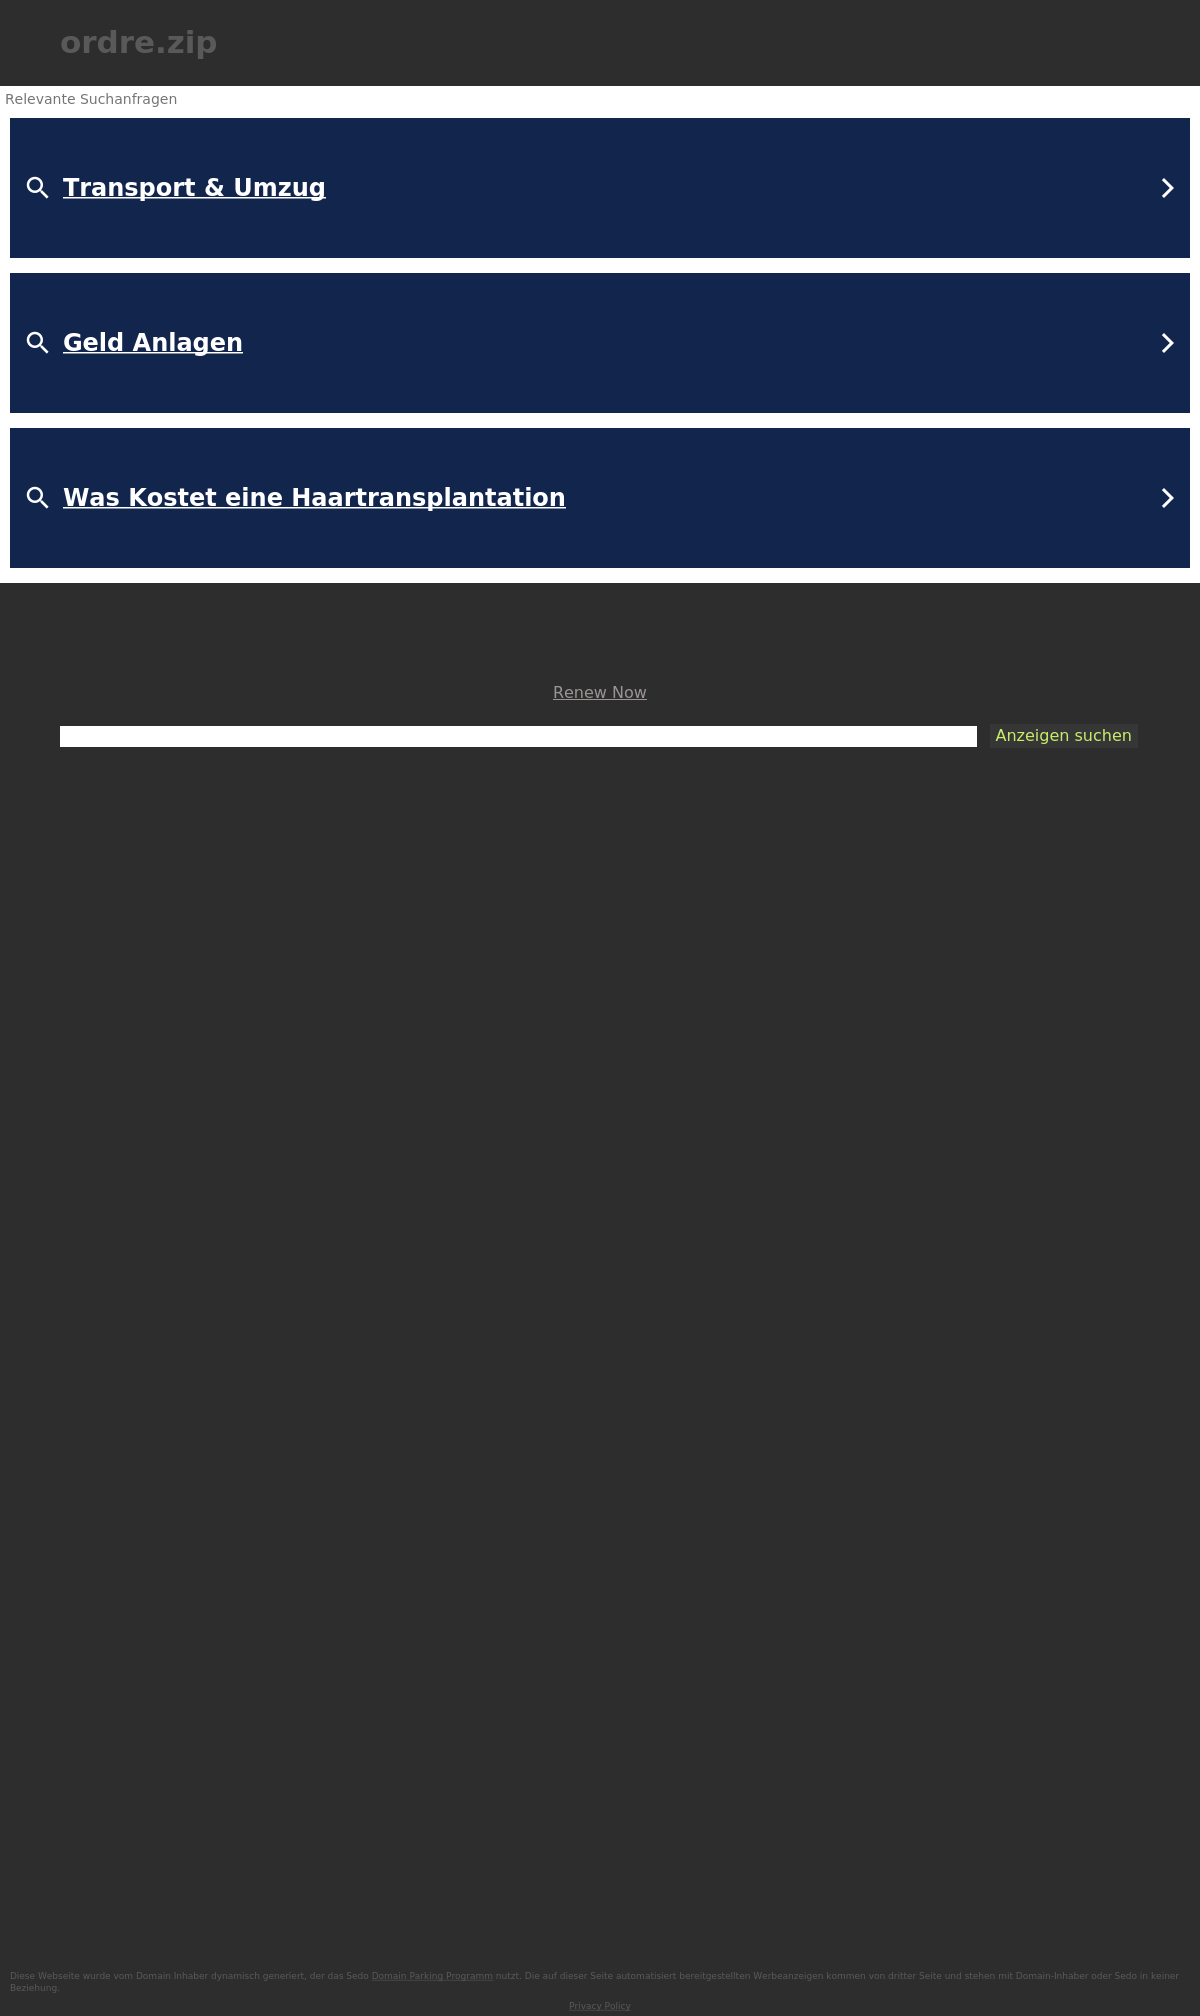 ordre.zip
Relevante Suchanfragen
Transport & Umzug
Geld Anlagen
Was Kostet eine Haartransplantation
Renew Now
Anzeigen suchen
Diese Webseite wurde vom Domain Inhaber dynamisch generiert, der das Sedo Domain Parking Programm nutzt. Die auf dieser Seite automatisiert bereitgestellten Werbeanzeigen kommen von dritter Seite und stehen mit Domain-Inhaber oder Sedo in keiner
Beziehung.
Privacy Policy